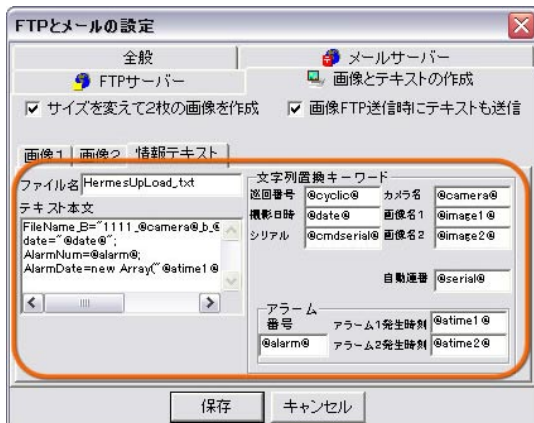 FTPとメールの設定
全般
メールサーバー
FTPサーバー
画像とテキストの作成
サイズを変えて2枚の画像を作成
画像FTP送信時にテキストも送信
画像1
画像2
情報テキスト
ファイル名 HermesUpLoad_txt
テキスト本文
FileName_B="1111_@camera@_b_@
date="@date@";
AlarmNum=@alarm@;
AlarmDate=new Array("@atime1@
文字列置換キーワード
巡回番号 @cyclic@ カメラ名 @camera@
撮影日時 @date@ 画像名1 @image1@
シリアル @cmdserial@ 画像名2 @image2@
自動連番 @serial@
アラーム
番号
アラーム1発生時刻 @atime1@
@alarm@ アラーム2発生時刻 @atime2@
保存
キャンセル